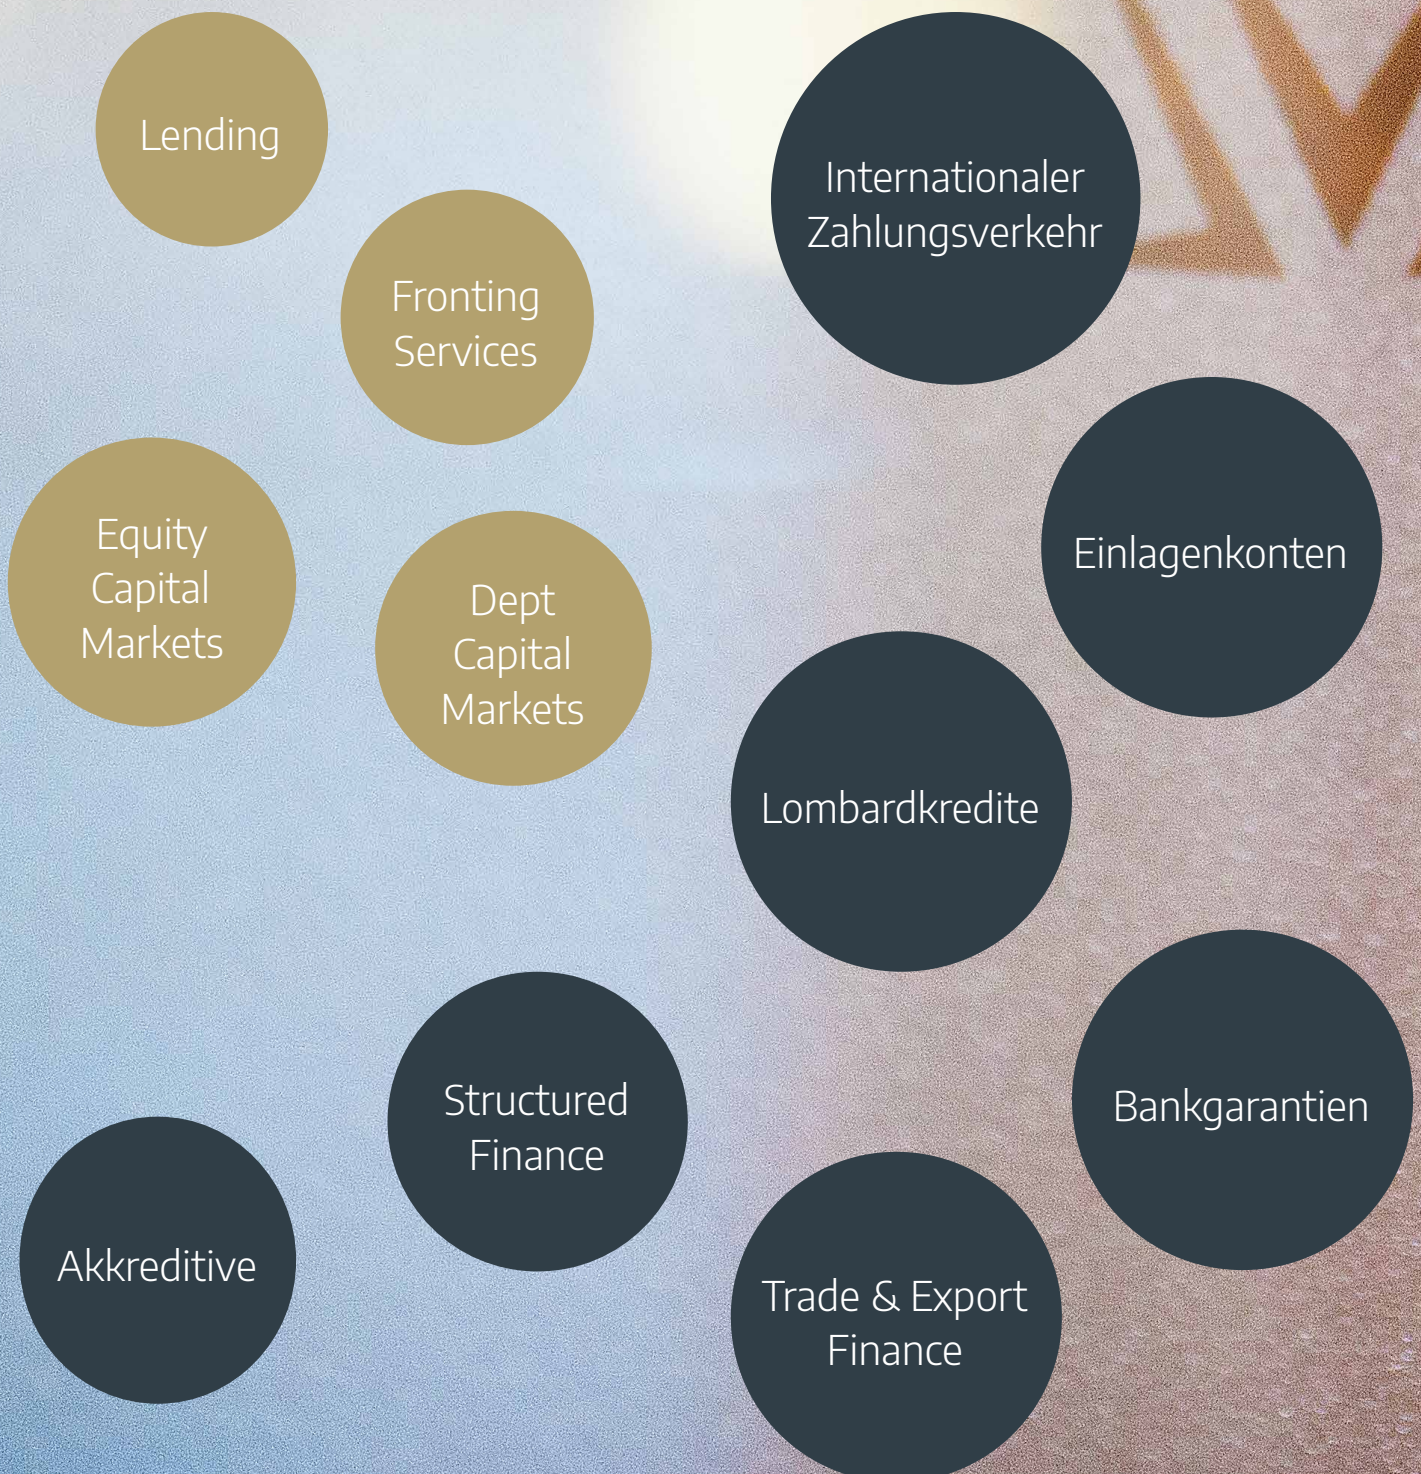 Lending
Internationaler
Zahlungsverkehr
Fronting
Services
Equity
Capital
Markets
Dept
Capital
Markets
Einlagenkonten
Lombardkredite
Structured
Finance
Bankgarantien
Akkreditive
Trade & Export
Finance